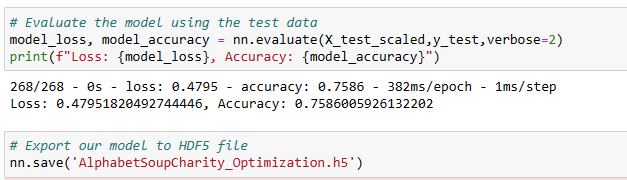 # Evaluate the model using the test data
model_loss, model_accuracy = nn.evaluate(X_test_scaled,y_test,verbose=2)
print(f"Loss: {model_loss}, Accuracy: {model_accuracy}")
268/268 - 0s - loss: 0.4795 - accuracy: 0.7586 - 382ms/epoch - 1ms/step
Loss: 0.47951820492744446, Accuracy: 0.7586005926132202
# Export our model to HDF5 file
nn.save('AlphabetSoupCharity_Optimization.h5')